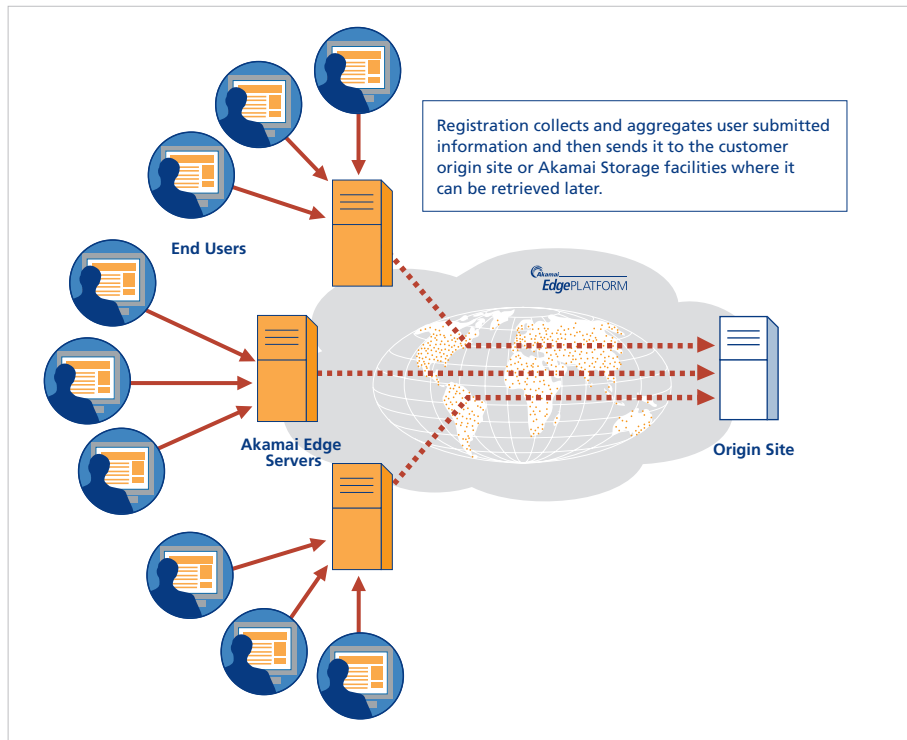 Registration collects and aggregates user submitted
information and then sends it to the customer
origin site or Akamai Storage facilities where it
can be retrieved later.
End Users
Akamai
EdgePLATFORM
Akamai Edge
Servers
Origin Site